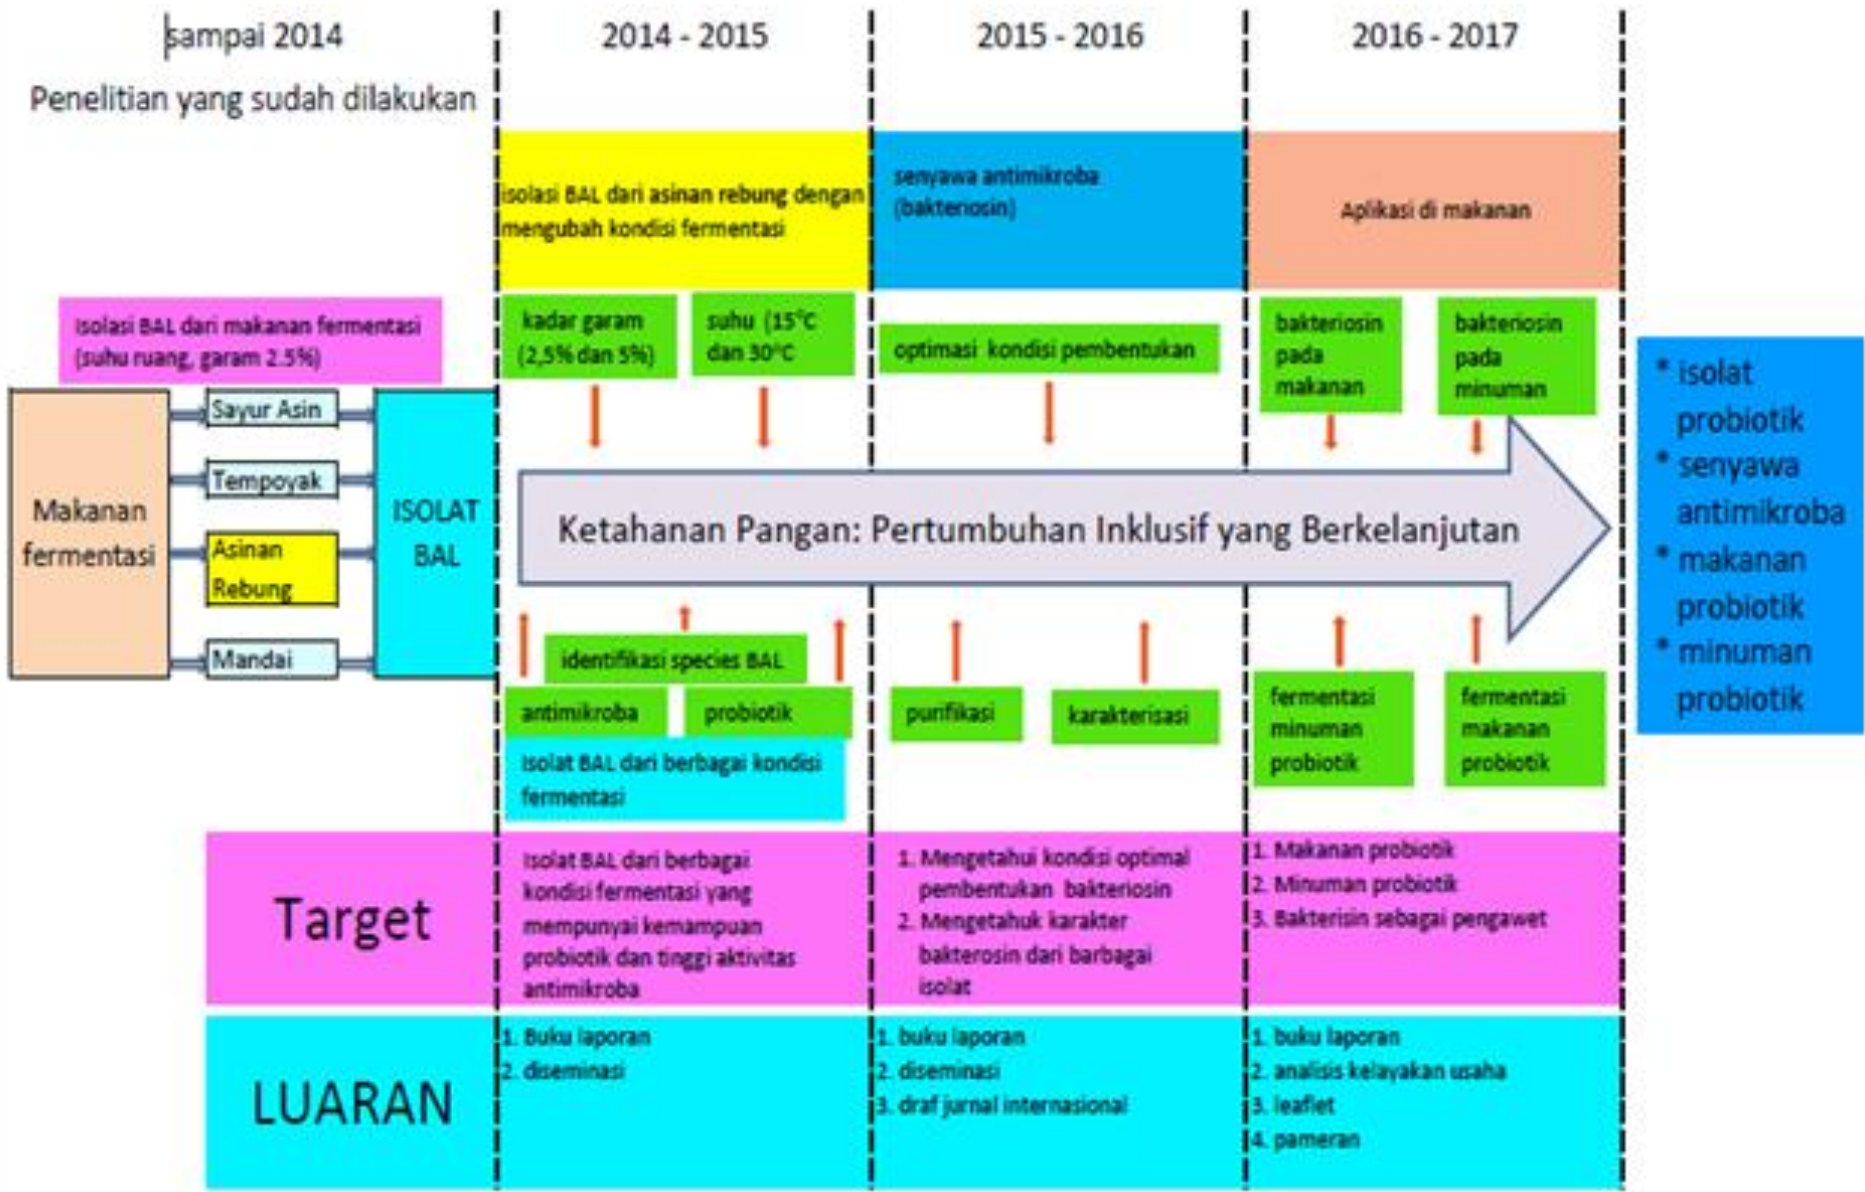 sampai 2014
Penelitian yang sudah dilakukan
2014 - 2015
2015 - 2016
2016 - 2017
isolasi BAL dari asinan rebung dengan
mengubah kondisi fermentasi
senyawa antimikroba
(bakteriosin)
Aplikasi di makanan
Isolasi BAL dari makanan fermentasi
(suhu ruang, garam 2.5%)
kadar garam
(2,5% dan 5%)
suhu (15°C
dan 30°C
optimasi kondisi pembentukan
bakteriosin
pada
makanan
bakteriosin
pada
minuman
Makanan
fermentasi
Sayur Asin
Tempoyak
Asinan
Rebung
Mandai
ISOLAT
BAL
Ketahanan Pangan: Pertumbuhan Inklusif yang Berkelanjutan
* isolat
probiotik
* senyawa
antimikroba
* makanan
probiotik
* minuman
probiotik
identifikasi species BAL
antimikroba
probiotik
Isolat BAL dari berbagai kondisi
fermentasi
purifikasi
karakterisasi
fermentasi
minuman
probiotik
fermentasi
makanan
probiotik
Target
Isolat BAL dari berbagai
kondisi fermentasi yang
mempunyai kemampuan
probiotik dan tinggi aktivitas
antimikroba
1. Mengetahui kondisi optimal
pembentukan bakteriosin
2. Mengetahuk karakter
bakterosin dari barbagai
isolat
1. Makanan probiotik
2. Minuman probiotik
3. Bakterisin sebagai pengawet
LUARAN
1. Buku laporan
2. diseminasi
1. buku laporan
2. diseminasi
3. draf jurnal internasional
1. buku laporan
2. analisis kelayakan usaha
3. leaflet
4. pameran